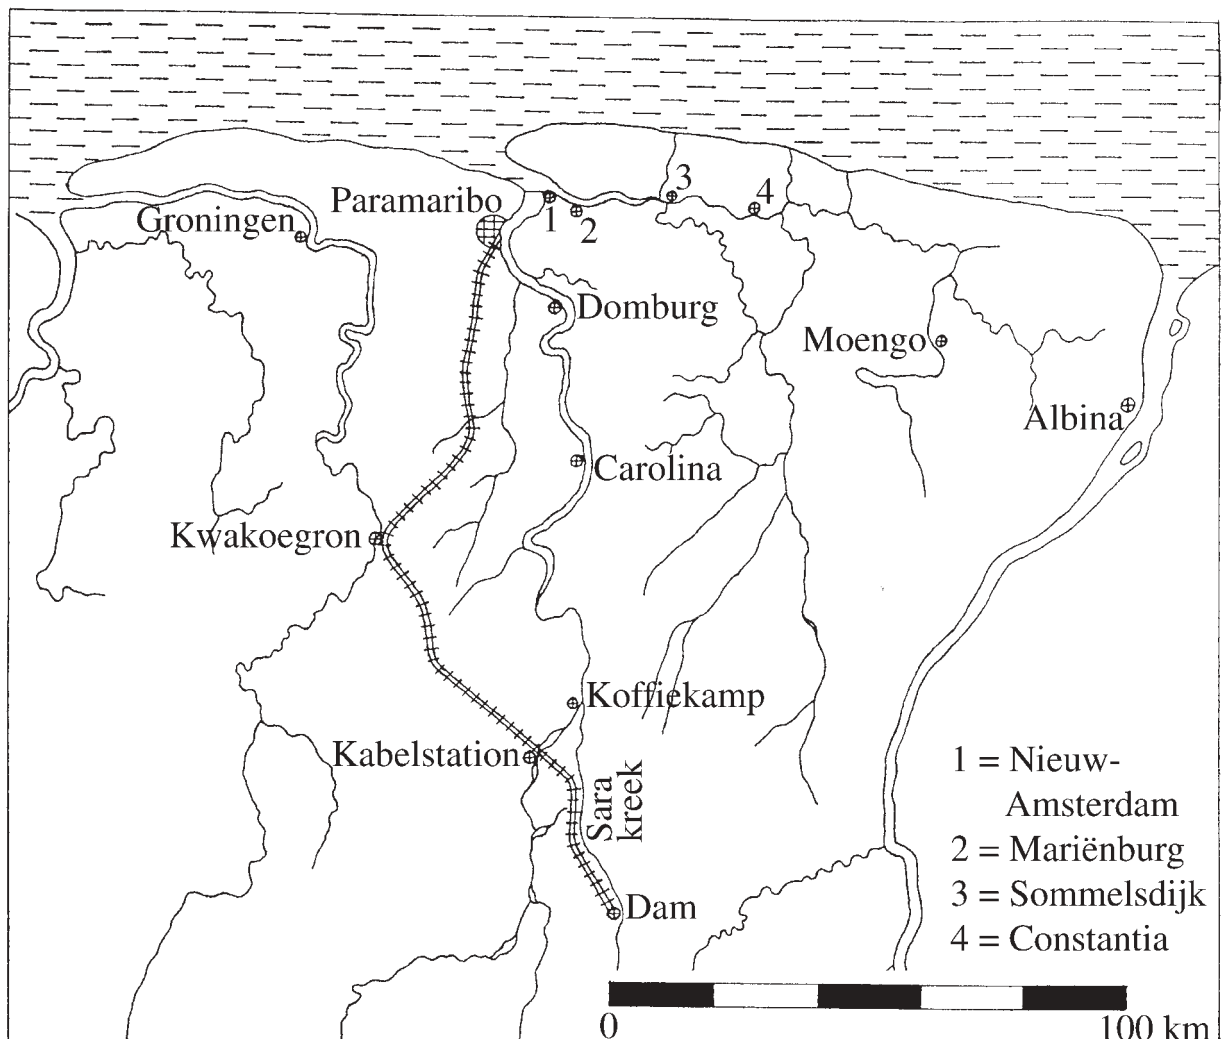 3
4
Paramaribo
1
2
Groningen
Domburg
Moengo
Albina
Carolina
Kwakoegron
Koffiekamp
Kabelstation
Sara
kreek
Dam
1 = Nieuw-
Amsterdam
2 = Mariënburg
3 = Sommelsdijk
4 = Constantia
0
100 km